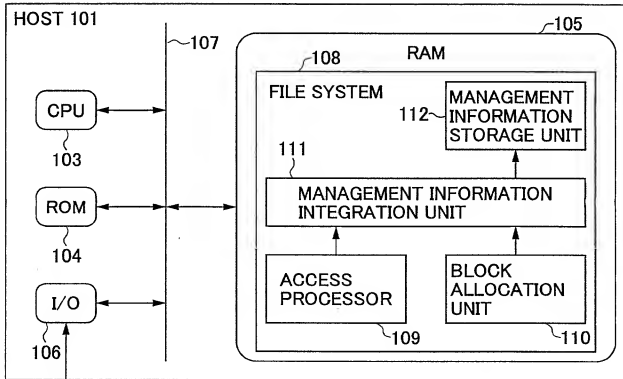 HOST 101
107
105
RAM
108
FILE SYSTEM
CPU
103
112
MANAGEMENT
INFORMATION
STORAGE UNIT
111
MANAGEMENT INFORMATION
INTEGRATION UNIT
ROM
104
ACCESS
PROCESSOR
109
BLOCK
ALLOCATION
UNIT
110
I/O
106